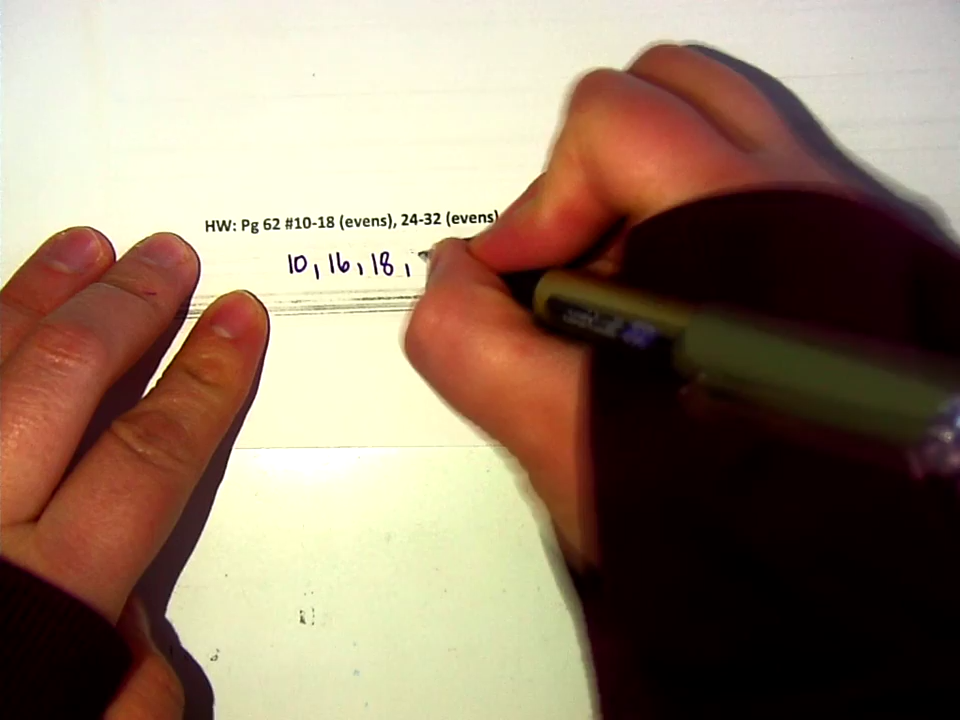 HW: Pg 62 #10-18 (evens), 24-32 (evens)
10, 16, 18,